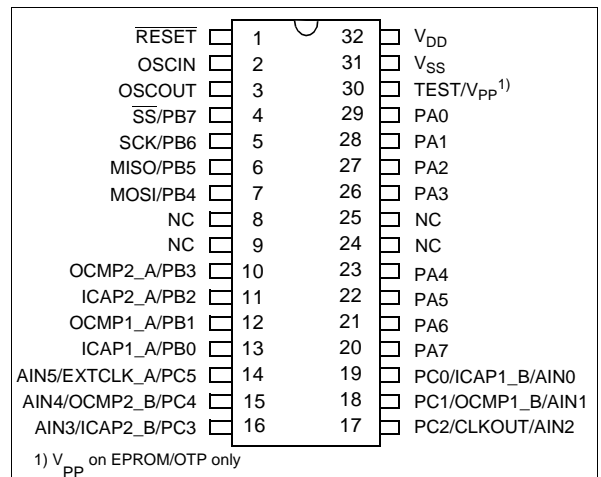 RESET 1 32 VDD
OSCIN 2 31 VSS
OSCOUT 3 30 TEST/VPP1)
SS/PB7 4 29 PA0
SCK/PB6 5 28 PA1
MISO/PB5 6 27 PA2
MOSI/PB4 7 26 PA3
NC 8 25 NC
NC 9 24 NC
OCMP2_A/PB3 10 23 PA4
ICAP2_A/PB2 11 22 PA5
OCMP1_A/PB1 12 21 PA6
ICAP1_A/PB0 13 20 PA7
AIN5/EXTCLK_A/PC5 14 19 PC0/ICAP1_B/AIN0
AIN4/OCMP2_B/PC4 15 18 PC1/OCMP1_B/AIN1
AIN3/ICAP2_B/PC3 16 17 PC2/CLKOUT/AIN2
1) VPP on EPROM/OTP only